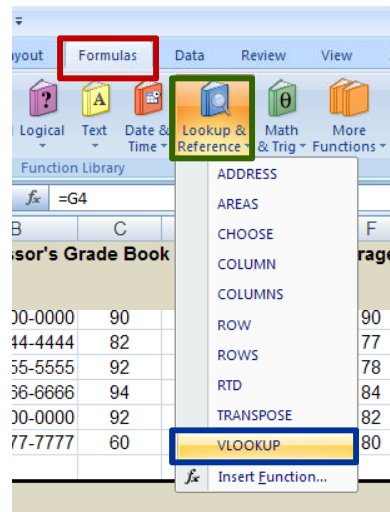 yout Formulas Data Review View
Logical Text Date & Time Lookup & Reference Math & Trig More Functions
Function Library
fx =G4
B C F
ssor's Grade Book rage
00-0000 90 90
44-4444 82 77
55-5555 92 78
66-6666 94 84
00-0000 92 82
77-7777 60 80
ADDRESS
AREAS
CHOOSE
COLUMN
COLUMNS
ROW
ROWS
RTD
TRANSPOSE
VLOOKUP
fx Insert Function...